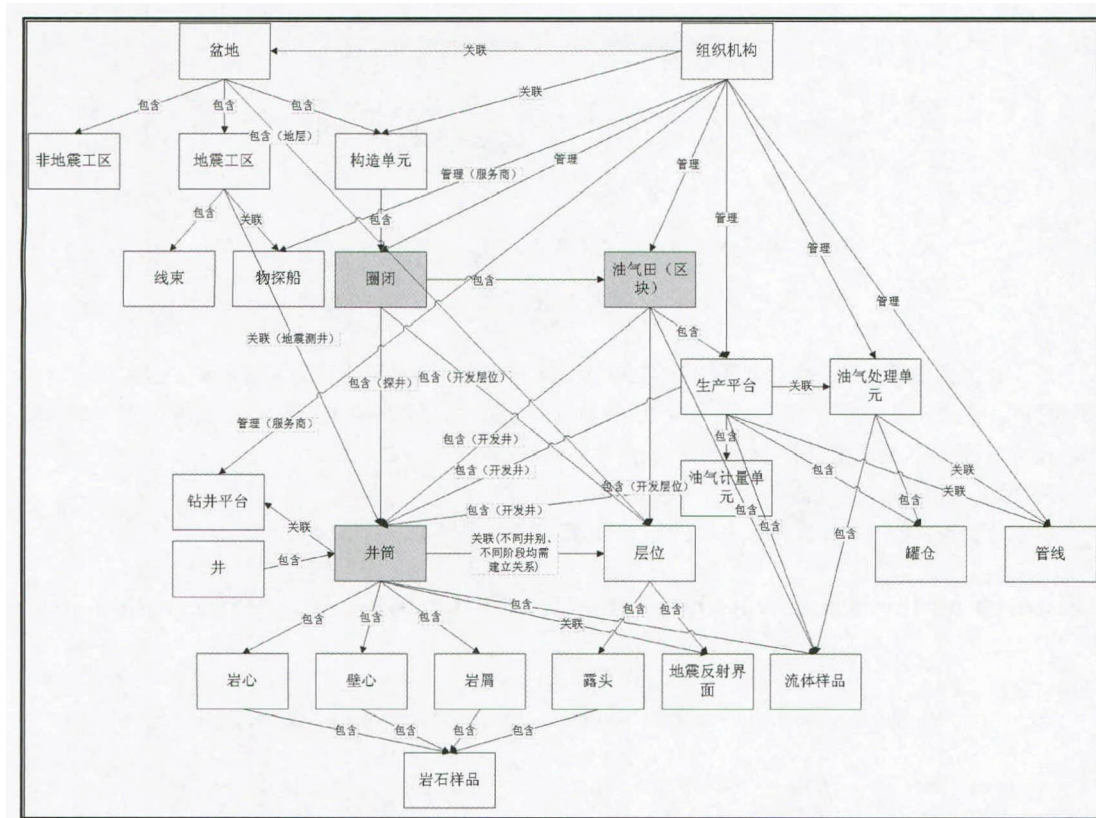 盆地
组织机构
关联
关联
包含
包含
包含
包含（地层）
管理
管理（服务商）
管理
管理
管理
管理
非地震工区
地震工区
构造单元
包含
关联
包含
线束
物探船
圈闭
包含
油气田（区
块）
关联（地震测井）
包含（探井）
包含（开发层位）
包含
生产平台
关联
油气处理单
元
管理（服务商）
包含（开发井）
包含
包含（开发井）
包含
关联
关联
油气计量单
元
包含（开发层位）
包含
钻井平台
包含（开发井）
包含
包含
包含
关联
井
包含
井筒
关联(不同井别、
不同阶段均需
建立关系)
层位
罐仓
管线
包含
包含
包含
包含
关联
包含
包含
岩心
壁心
岩屑
露头
地震反射界
面
流体样品
包含
包含
包含
包含
岩石样品